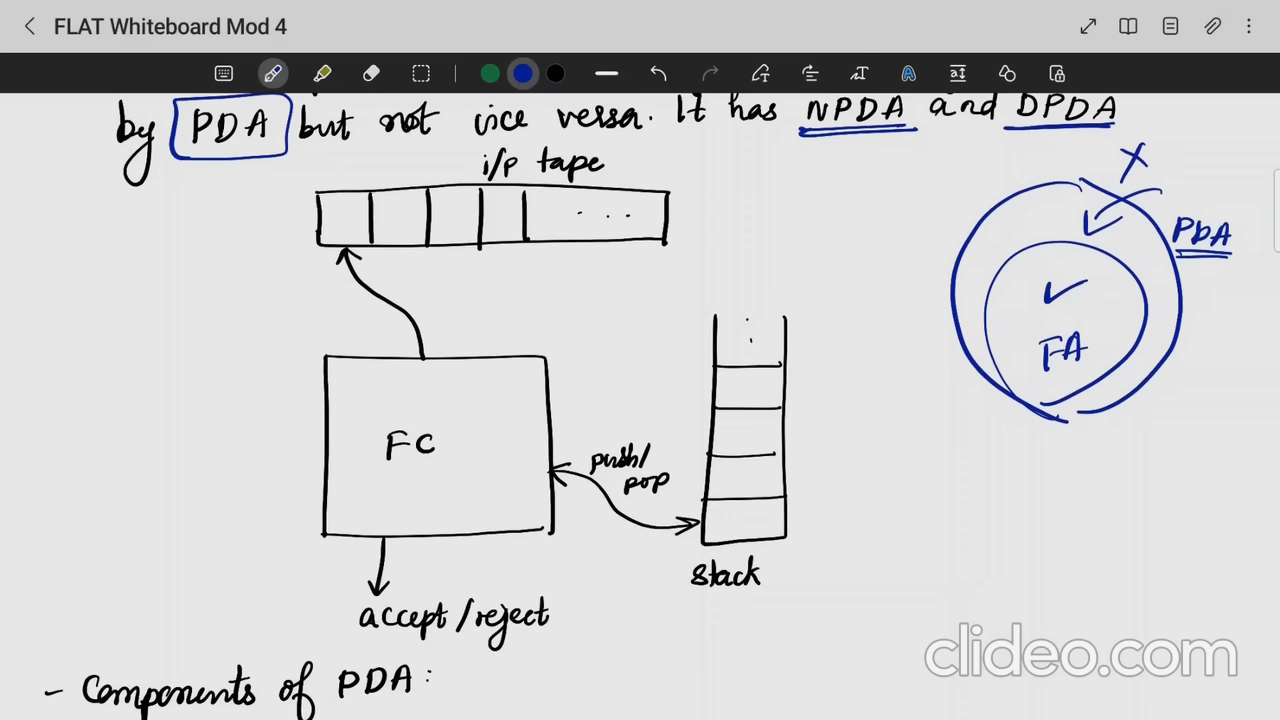 FLAT Whiteboard Mod 4
by PDA but not vice versa. It has NPDA and DPDA
i/p tape
. . .
X
PDA
✓
FA
FC
push/
pop
stack
accept/reject
- Components of PDA:
clideo.com